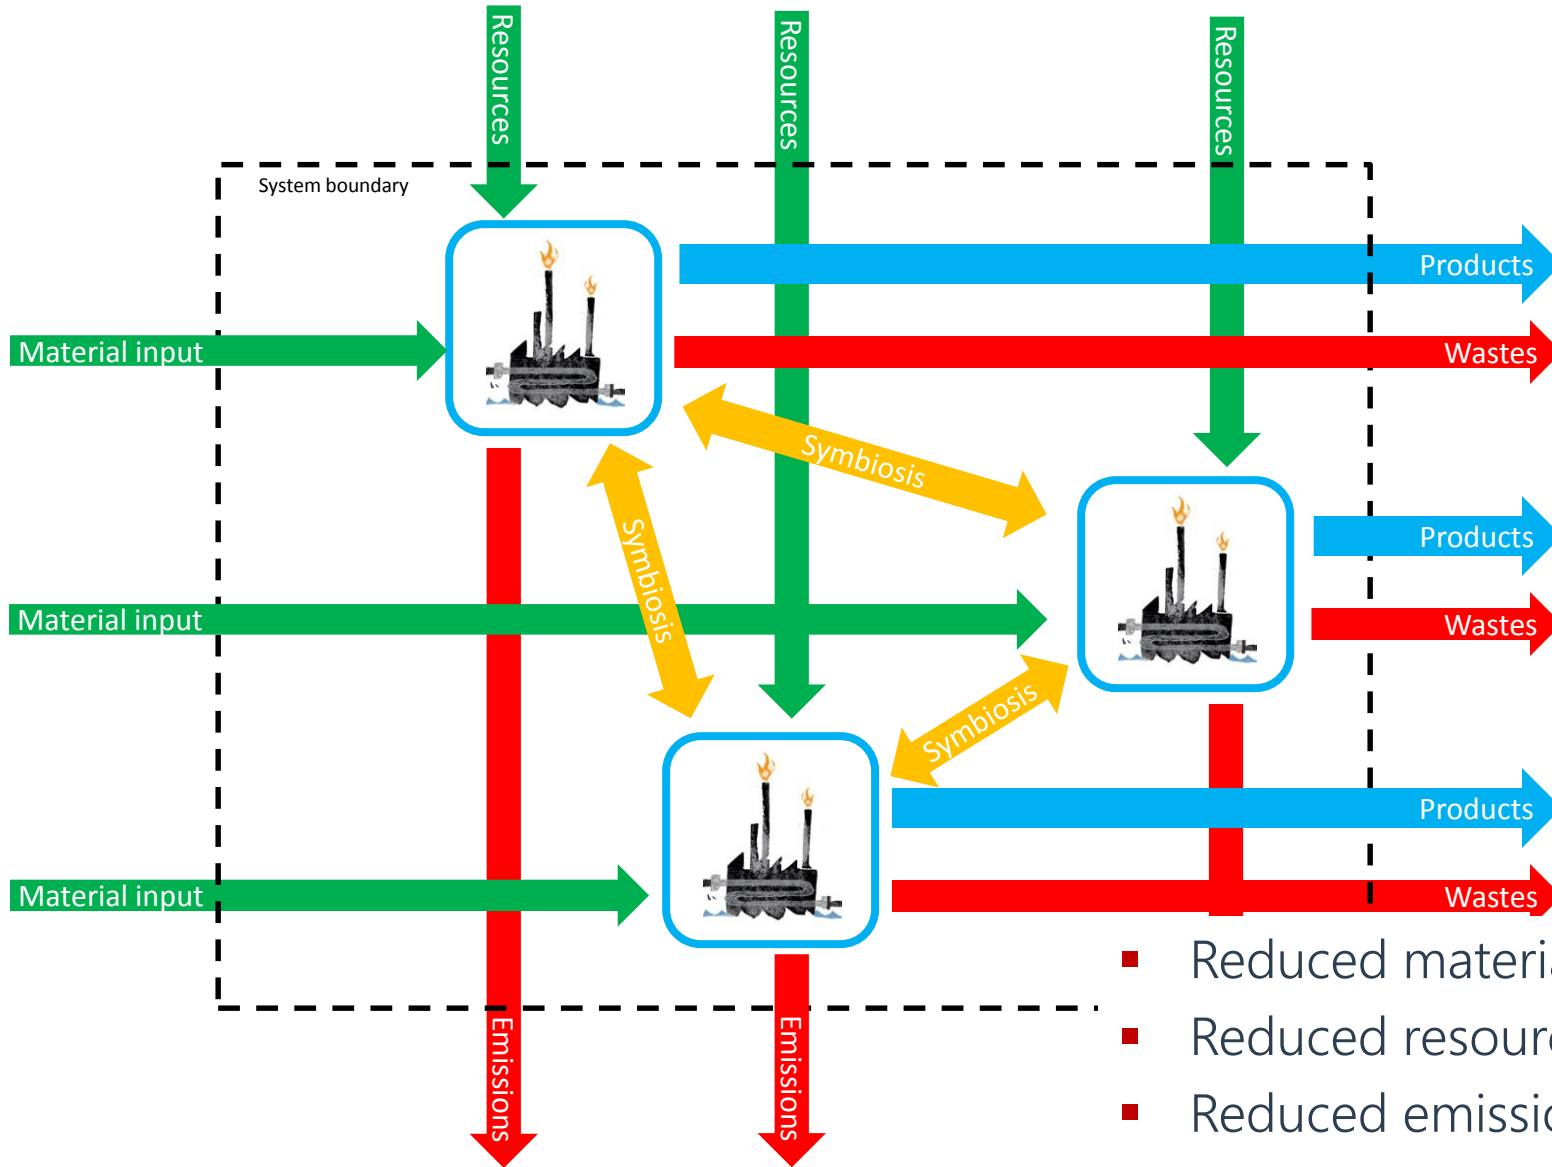 Resources
Resources
Resources
System boundary
Products
Material input
Wastes
Symbiosis
Symbiosis
Products
Material input
Wastes
Symbiosis
Products
Material input
Wastes
Reduced
Reduced
Reduced
Emissions
Emissions